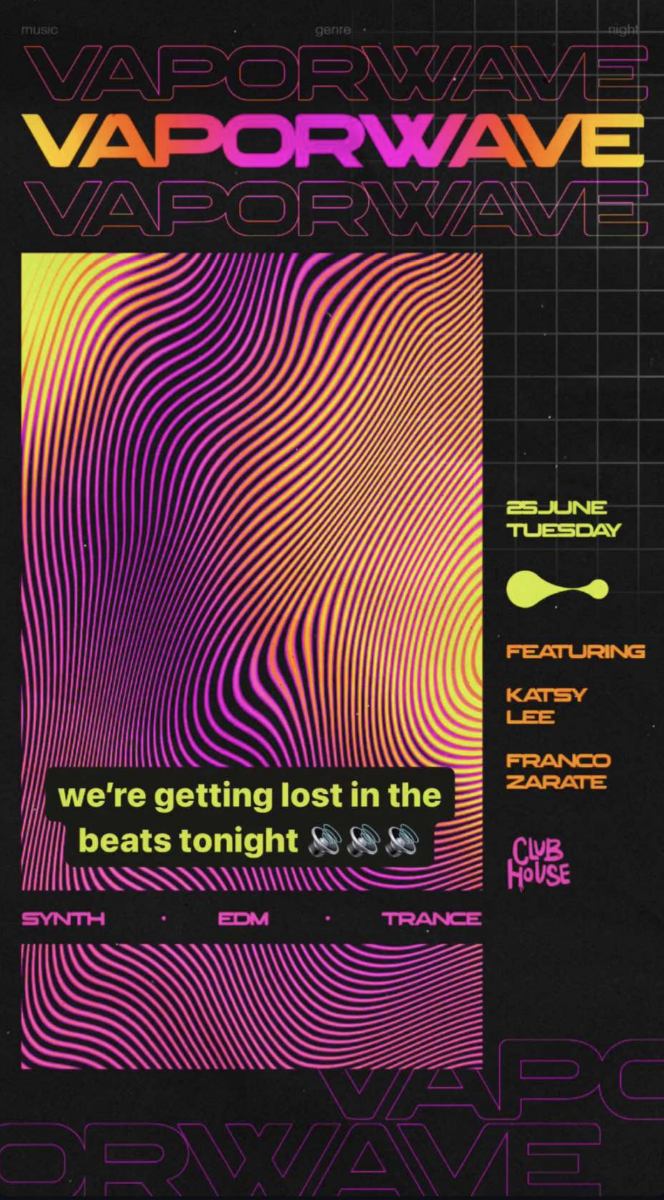 music genre night
VAPORWAVE
VAPORWAVE
VAPORWAVE
25JUNE
TUESDAY
FEATURING
KATSY
LEE
FRANCO
ZARATE
we're getting lost in the
beats tonight 🔊🔊🔊
CLUB
HOUSE
SYNTH · EDM · TRANCE
VAPO
ORWAVE